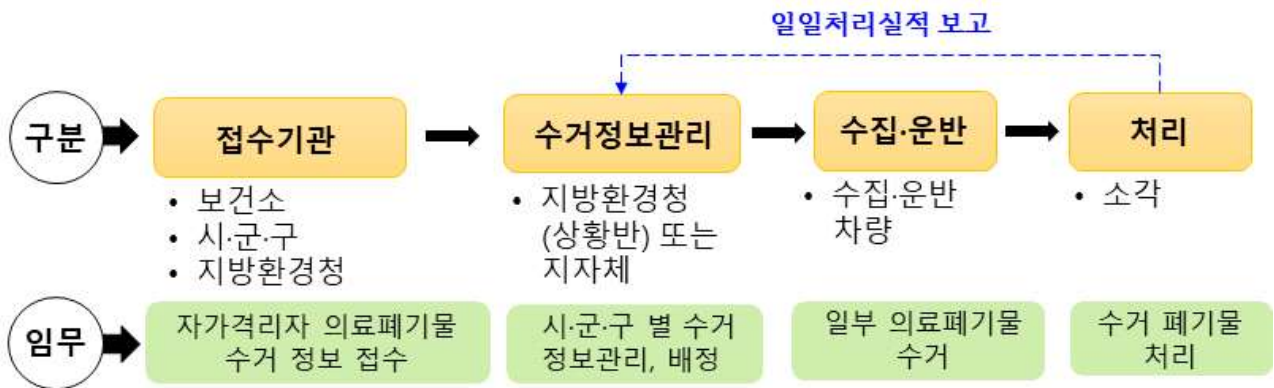 일일처리실적 보고
구분
접수기관
수거정보관리
수집·운반
처리
• 보건소
• 시·군·구
• 지방환경청
• 지방환경청
(상황반) 또는
지자체
• 수집·운반
차량
• 소각
임무
자가격리자 의료폐기물
수거 정보 접수
시·군·구 별 수거
정보관리, 배정
일부 의료폐기물
수거
수거 폐기물
처리